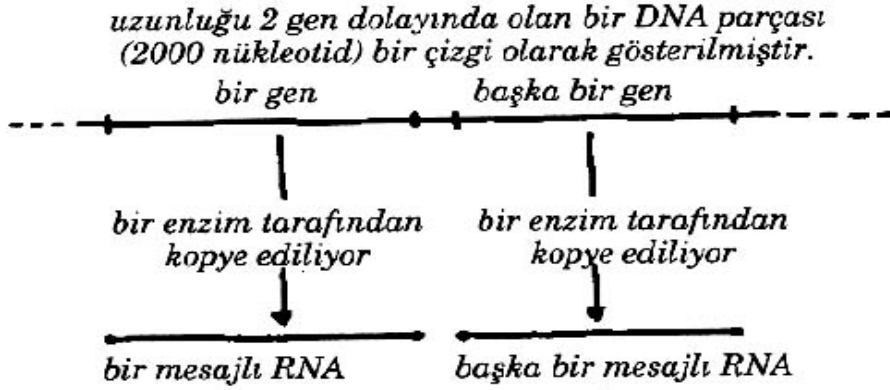 uzunluğu 2 gen dolayında olan bir DNA parçası
(2000 nükleotid) bir çizgi olarak gösterilmiştir.
bir gen
başka bir gen
bir enzim tarafından
kopye ediliyor
bir enzim tarafından
kopye ediliyor
bir mesajlı RNA
başka bir mesajlı RNA